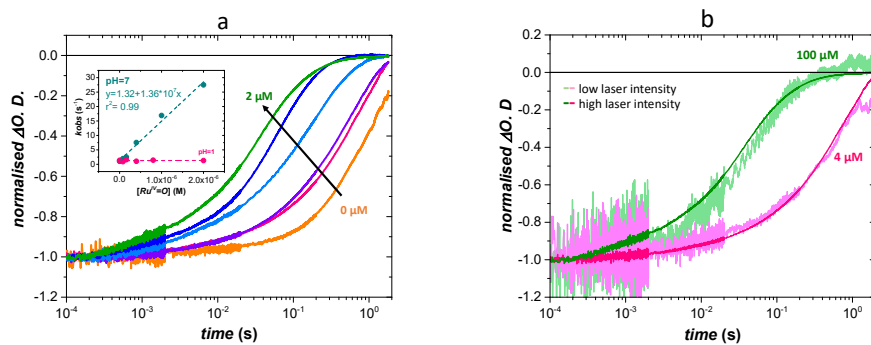 a
normalised ΔO. D.
0.0
-0.2
-0.4
-0.6
-0.8
-1.0
-1.2
10⁻⁴ 10⁻³ 10⁻² 10⁻¹ 10⁰
time (s)
2 μM
0 μM
kobs (s⁻¹)
30
25
20
15
10
5
0
pH=7
y=1.32+1.36*10⁷x
r²= 0.99
pH=1
0.0 1.0×10⁻⁶ 2.0×10⁻⁶
[Ruᴵⱽ=O] (M)
b
normalised ΔO. D
0.2
0.0
-0.2
-0.4
-0.6
-0.8
-1.0
-1.2
10⁻⁴ 10⁻³ 10⁻² 10⁻¹ 10⁰
time (s)
100 μM
low laser intensity
high laser intensity
4 μM